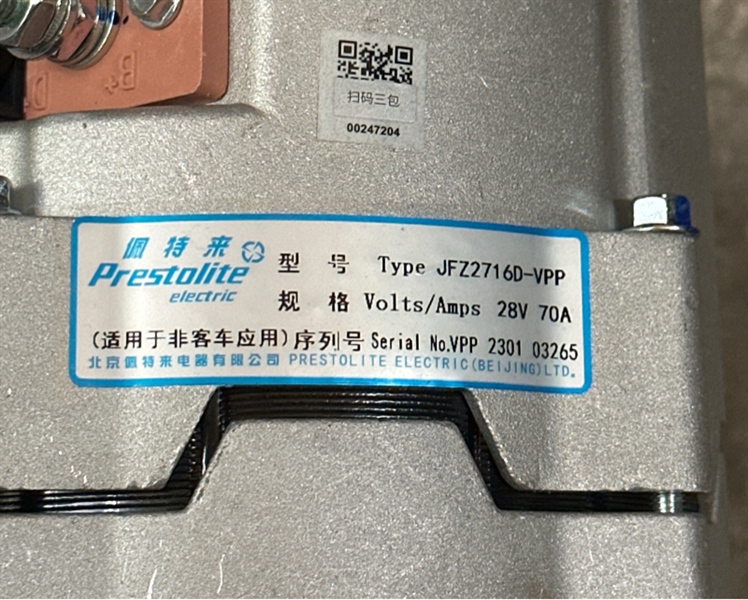 B+
D+
扫码三包
00247204
佩特来
Prestolite
electric
型 号 Type JFZ2716D-VPP
规 格 Volts/Amps 28V 70A
(适用于非客车应用) 序列号 Serial No.VPP 2301 03265
北京佩特来电器有限公司 PRESTOLITE ELECTRIC(BEIJING)LTD.